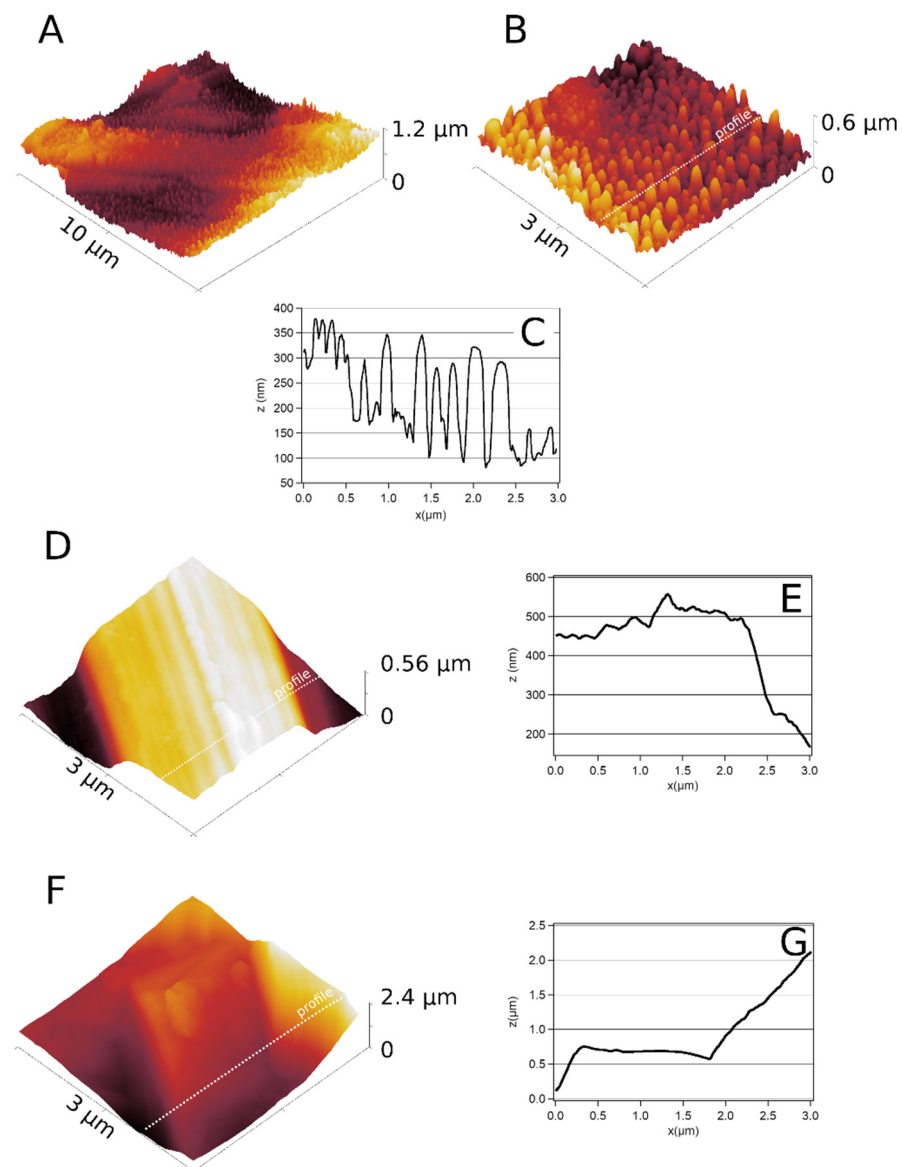 A
B
1.2 µm
0
10 µm
profile
0.6 µm
0
3 µm
C
400
350
300
250
200
150
100
50
z (nm)
0.0 0.5 1.0 1.5 2.0 2.5 3.0
x(µm)
D
0.56 µm
0
profile
3 µm
E
600
500
400
300
200
z (nm)
0.0 0.5 1.0 1.5 2.0 2.5 3.0
x(µm)
F
2.4 µm
0
profile
3 µm
G
2.5
2.0
1.5
1.0
0.5
0.0
z(µm)
0.0 0.5 1.0 1.5 2.0 2.5 3.0
x(µm)